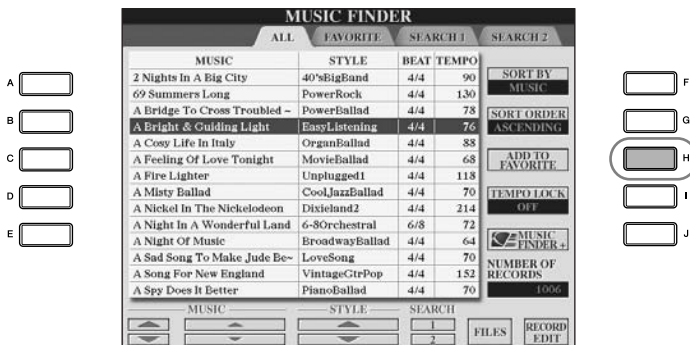 MUSIC FINDER
ALL FAVORITE SEARCH 1 SEARCH 2
MUSIC STYLE BEAT TEMPO
2 Nights In A Big City 40'sBigBand 4/4 90
69 Summers Long PowerRock 4/4 130
A Bridge To Cross Troubled ~ PowerBallad 4/4 78
A Bright & Guiding Light EasyListening 4/4 76
A Cosy Life In Italy OrganBallad 4/4 88
A Feeling Of Love Tonight MovieBallad 4/4 68
A Fire Lighter Unplugged1 4/4 118
A Misty Ballad CoolJazzBallad 4/4 70
A Nickel In The Nickelodeon Dixieland2 4/4 214
A Night In A Wonderful Land 6-8Orchestral 6/8 72
A Night Of Music BroadwayBallad 4/4 64
A Sad Song To Make Jude Be~ LoveSong 4/4 70
A Song For New England VintageGtrPop 4/4 152
A Spy Does It Better PianoBallad 4/4 70
SORT BY
MUSIC
SORT ORDER
ASCENDING
ADD TO
FAVORITE
TEMPO LOCK
OFF
MUSIC
FINDER +
NUMBER OF
RECORDS
1006
MUSIC STYLE SEARCH
1
2
FILES
RECORD
EDIT
A
B
C
D
E
F
G
H
I
J